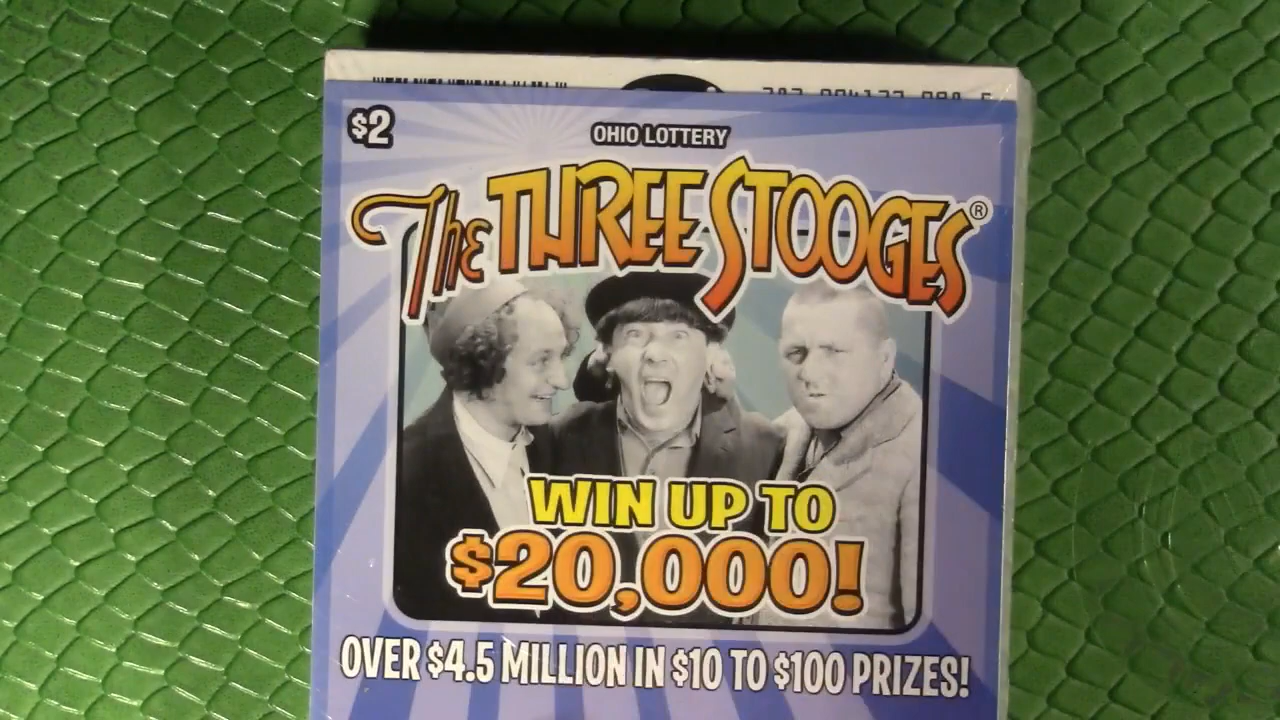 $2
OHIO LOTTERY
The THREE STOOGES®
WIN UP TO
$20,000!
OVER $4.5 MILLION IN $10 TO $100 PRIZES!